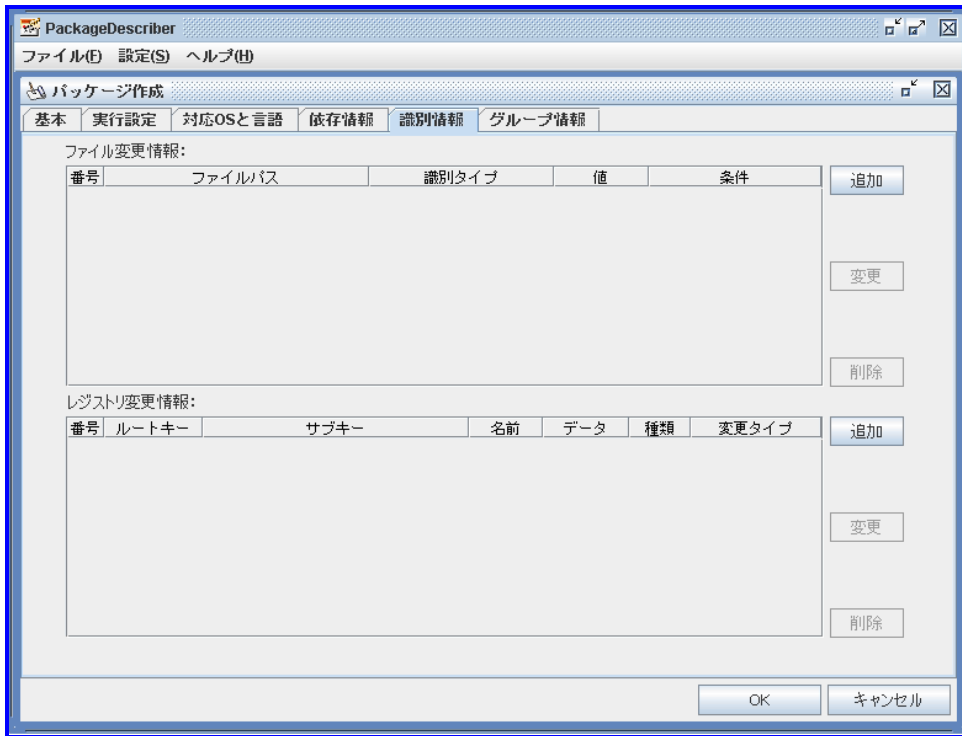 PackageDescriber
ファイル(F) 設定(S) ヘルプ(H)
パッケージ作成
基本 実行設定 対応OSと言語 依存情報 識別情報 グループ情報
ファイル変更情報:
番号 ファイルパス 識別タイプ 値 条件 追加
変更
削除
レジストリ変更情報:
番号 ルートキー サブキー 名前 データ 種類 変更タイプ 追加
変更
削除
OK キャンセル